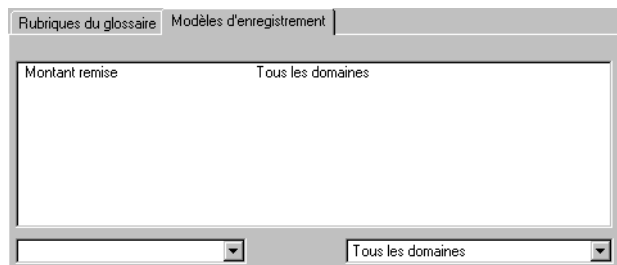 Rubriques du glossaire Modèles d'enregistrement
Montant remise Tous les domaines
Tous les domaines